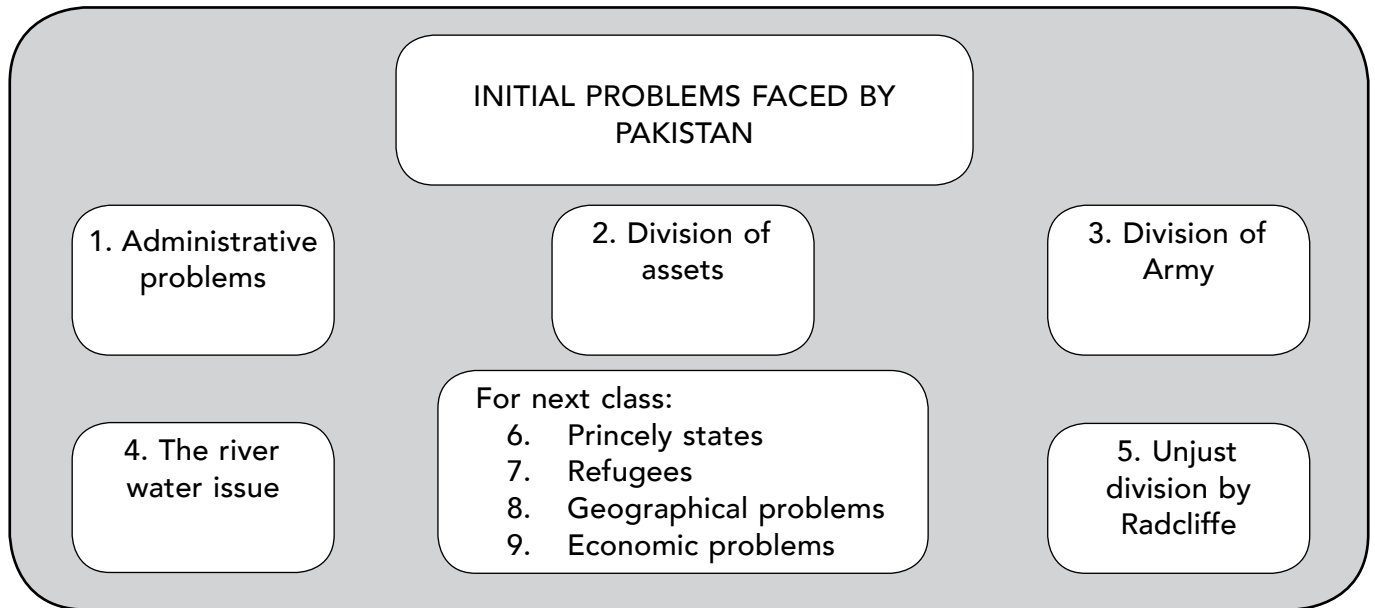 INITIAL PROBLEMS FACED BY
PAKISTAN
1. Administrative
problems
2. Division of
assets
3. Division of
Army
4. The river
water issue
For next class:
6. Princely states
7. Refugees
8. Geographical problems
9. Economic problems
5. Unjust
division by
Radcliffe